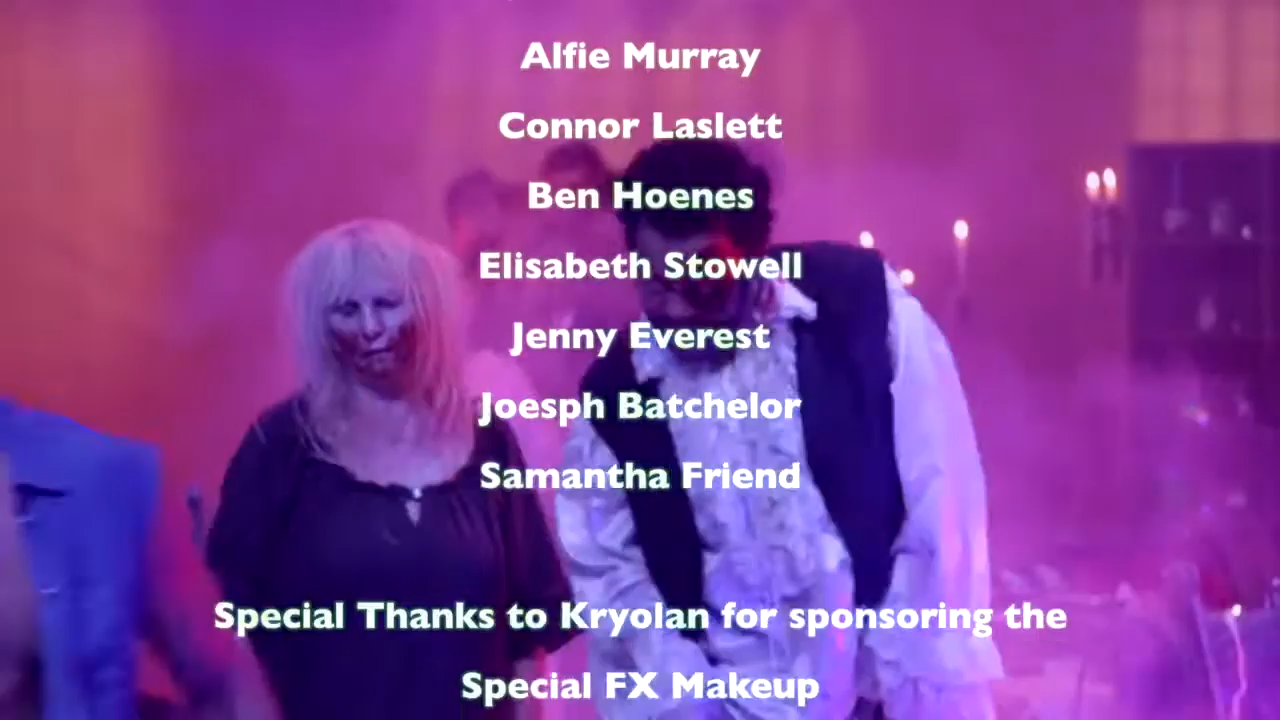 Alfie Murray
Connor Laslett
Ben Hoenes
Elisabeth Stowell
Jenny Everest
Joesph Batchelor
Samantha Friend
Special Thanks to Kryolan for sponsoring the
Special FX Makeup